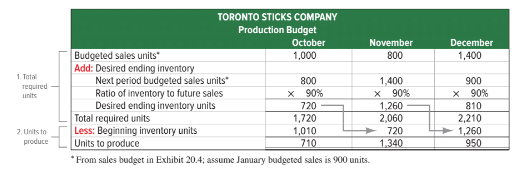 TORONTO STICKS COMPANY
Production Budget
October November December
Budgeted sales units* 1,000 800 1,400
Add: Desired ending inventory
Next period budgeted sales units* 800 1,400 900
Ratio of inventory to future sales × 90% × 90% × 90%
Desired ending inventory units 720 1,260 810
Total required units 1,720 2,060 2,210
Less: Beginning inventory units 1,010 720 1,260
Units to produce 710 1,340 950
1. Total
required
units
2. Units to
produce
* From sales budget in Exhibit 20.4; assume January budgeted sales is 900 units.